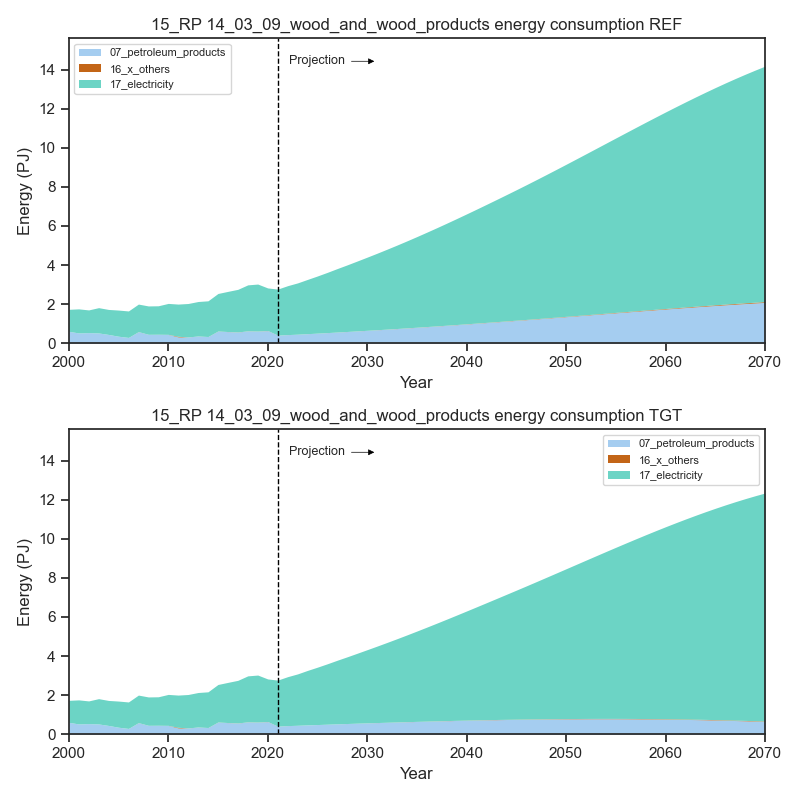 15_RP 14_03_09_wood_and_wood_products energy consumption REF
07_petroleum_products
16_x_others
17_electricity
Projection
14
12
10
8
6
4
2
0
Energy (PJ)
2000 2010 2020 2030 2040 2050 2060 2070
Year
15_RP 14_03_09_wood_and_wood_products energy consumption TGT
Projection
07_petroleum_products
16_x_others
17_electricity
14
12
10
8
6
4
2
0
Energy (PJ)
2000 2010 2020 2030 2040 2050 2060 2070
Year